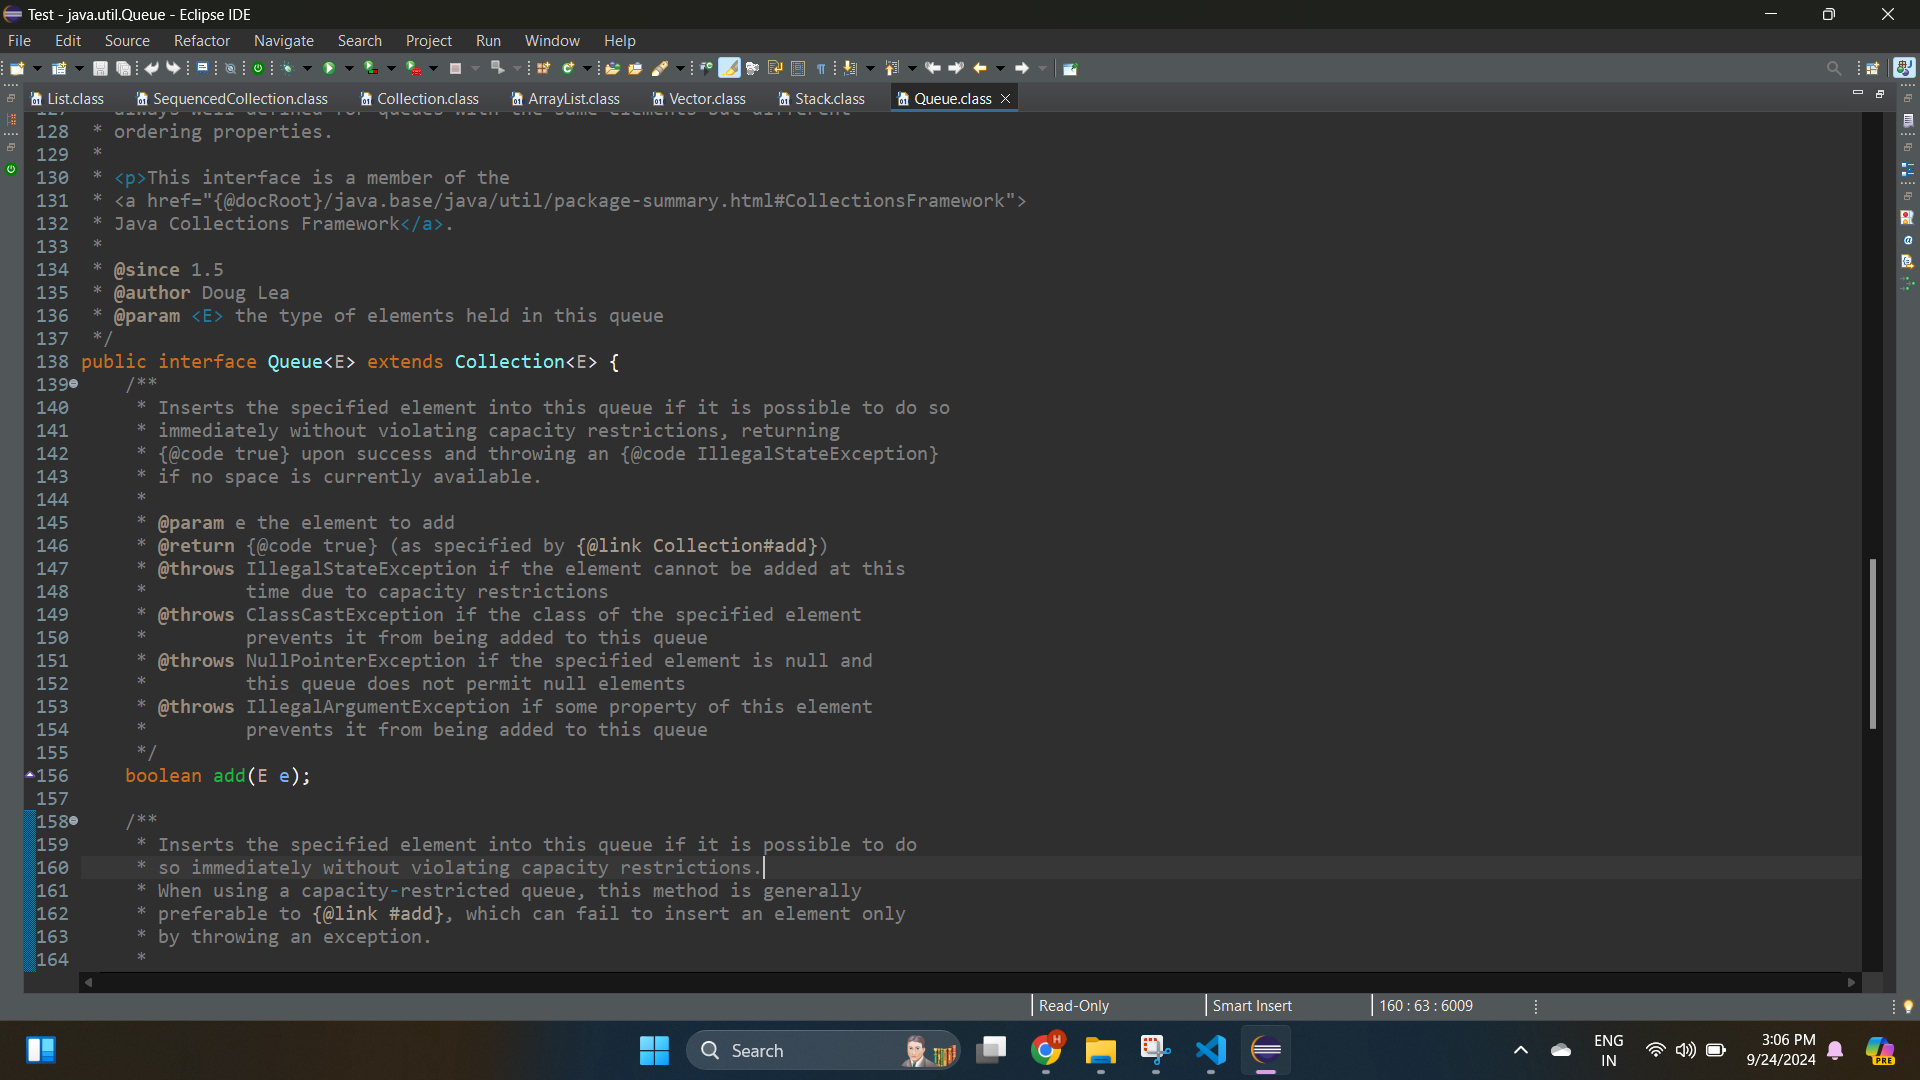 Test - java.util.Queue - Eclipse IDE
File Edit Source Refactor Navigate Search Project Run Window Help
List.class SequencedCollection.class Collection.class ArrayList.class Vector.class Stack.class Queue.class
127 * always well-defined for queues with the same elements but different
128 * ordering properties.
129 *
130 * <p>This interface is a member of the
131 * <a href="{@docRoot}/java.base/java/util/package-summary.html#CollectionsFramework">
132 * Java Collections Framework</a>.
133 *
134 * @since 1.5
135 * @author Doug Lea
136 * @param <E> the type of elements held in this queue
137 */
138 public interface Queue<E> extends Collection<E> {
139 /**
140 * Inserts the specified element into this queue if it is possible to do so
141 * immediately without violating capacity restrictions, returning
142 * {@code true} upon success and throwing an {@code IllegalStateException}
143 * if no space is currently available.
144 *
145 * @param e the element to add
146 * @return {@code true} (as specified by {@link Collection#add})
147 * @throws IllegalStateException if the element cannot be added at this
148 * time due to capacity restrictions
149 * @throws ClassCastException if the class of the specified element
150 * prevents it from being added to this queue
151 * @throws NullPointerException if the specified element is null and
152 * this queue does not permit null elements
153 * @throws IllegalArgumentException if some property of this element
154 * prevents it from being added to this queue
155 */
156 boolean add(E e);
157
158 /**
159 * Inserts the specified element into this queue if it is possible to do
160 * so immediately without violating capacity restrictions.
161 * When using a capacity-restricted queue, this method is generally
162 * preferable to {@link #add}, which can fail to insert an element only
163 * by throwing an exception.
164 *
Read-Only Smart Insert 160 : 63 : 6009
Search
ENG
IN
3:06 PM
9/24/2024
PRE